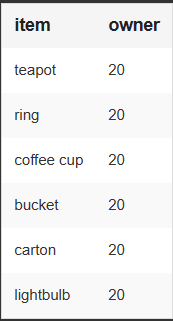 item owner
teapot 20
ring 20
coffee cup 20
bucket 20
carton 20
lightbulb 20